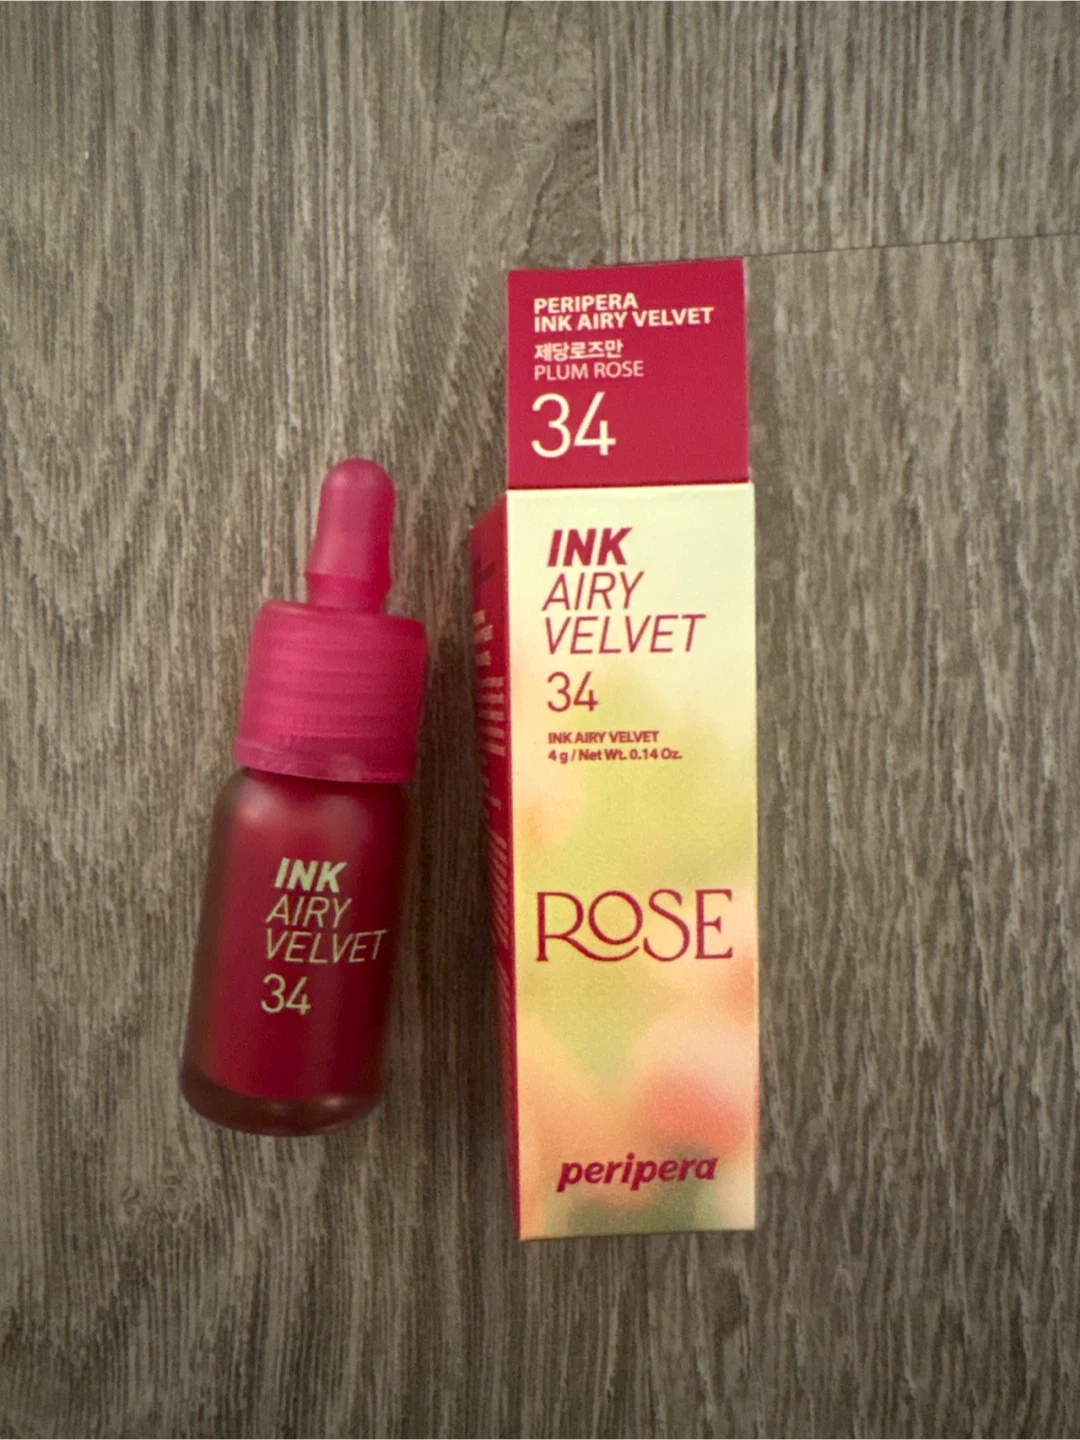 PERIPERA
INK AIRY VELVET
제당로즈만
PLUM ROSE
34
INK
AIRY
VELVET
34
INK AIRY VELVET
4 g / Net Wt. 0.14 Oz.
ROSE
peripera
INK
AIRY
VELVET
34